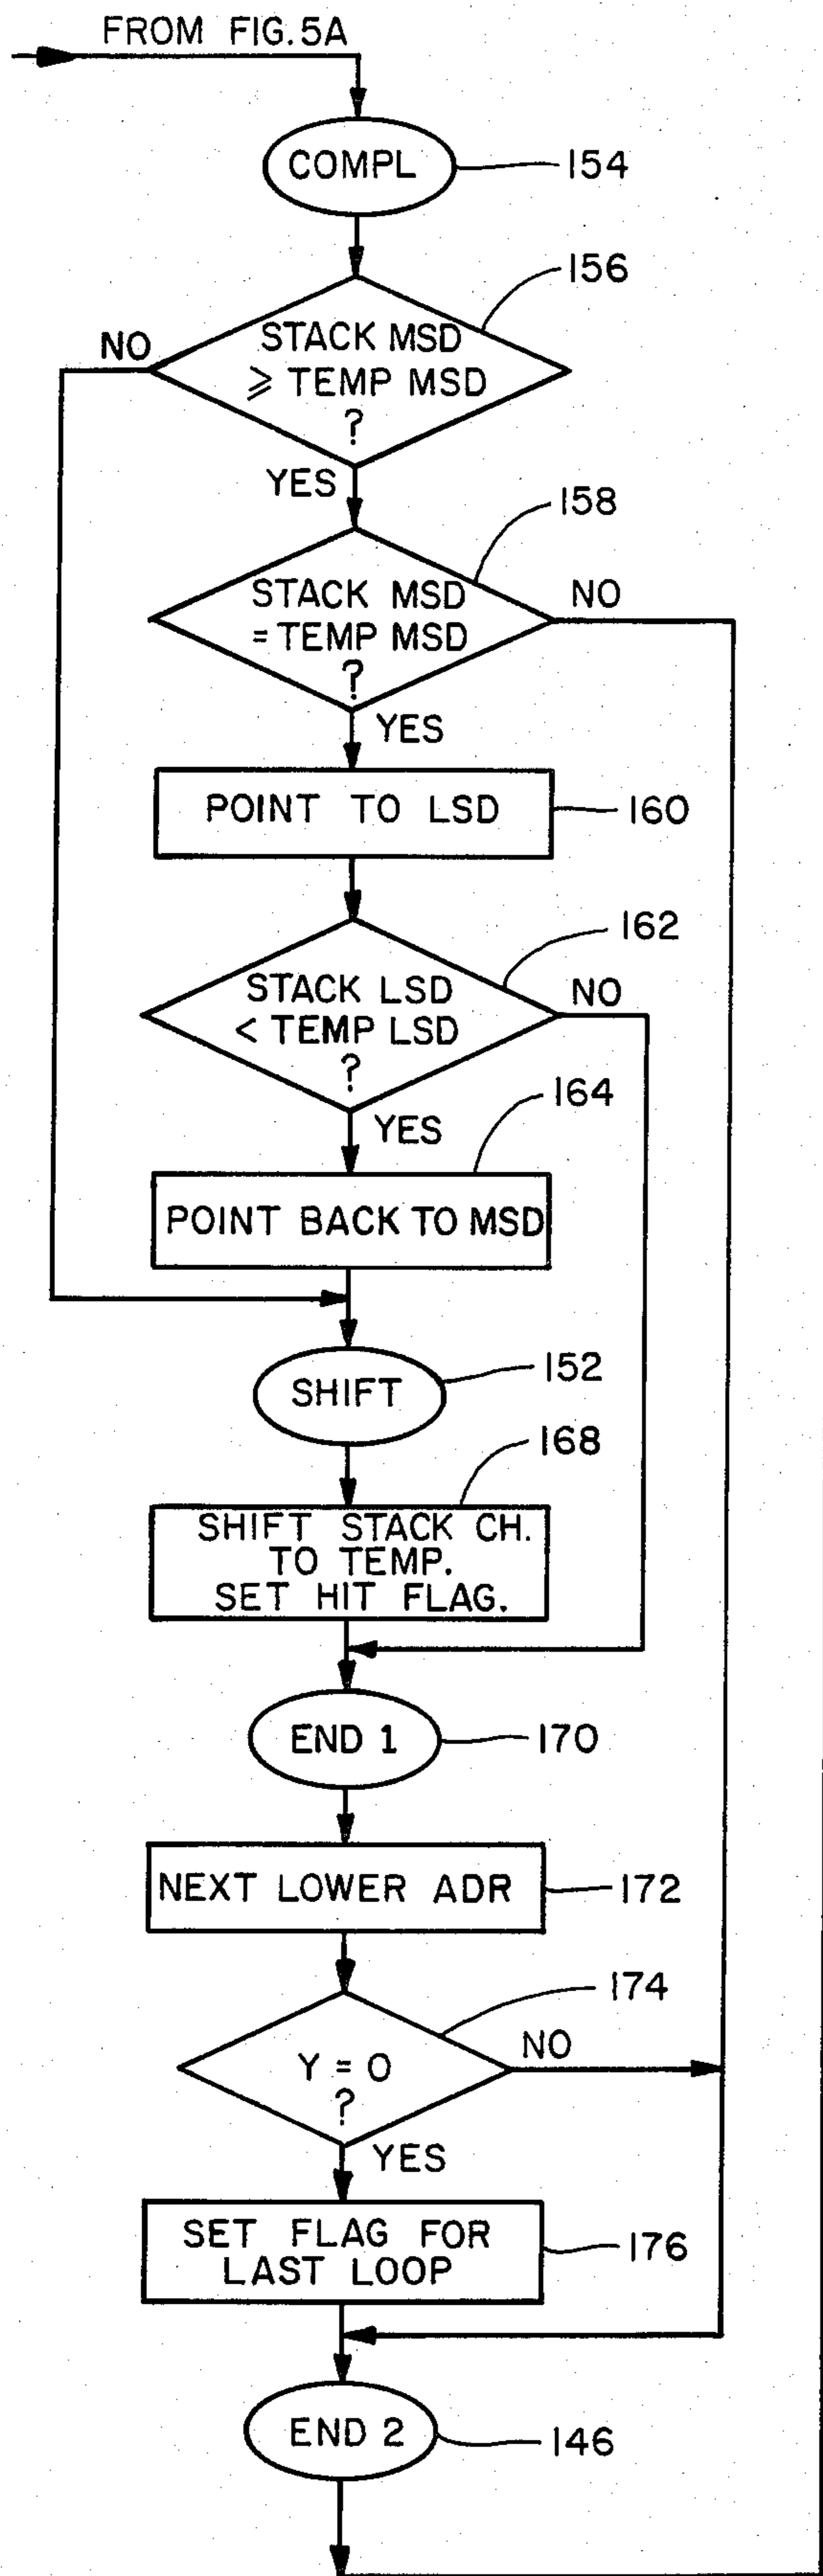 FROM FIG. 5A
COMPL
154
156
NO
STACK MSD
⩾ TEMP MSD
?
YES
158
STACK MSD
= TEMP MSD
?
NO
YES
POINT TO LSD
160
162
STACK LSD
< TEMP LSD
?
NO
164
YES
POINT BACK TO MSD
SHIFT
152
168
SHIFT STACK CH.
TO TEMP.
SET HIT FLAG.
END 1
170
NEXT LOWER ADR
172
174
Y = 0
?
NO
YES
SET FLAG FOR
LAST LOOP
176
END 2
146